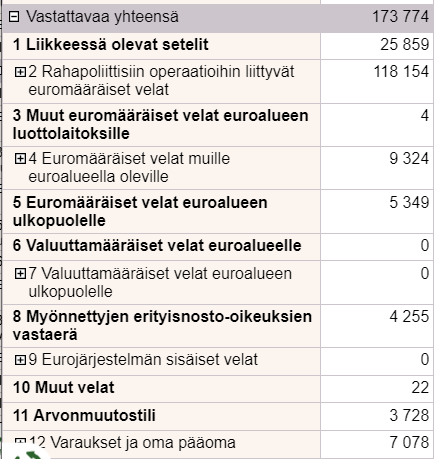 Vastattavaa yhteensä 173 774
1 Liikkeessä olevat setelit 25 859
2 Rahapoliittisiin operaatioihin liittyvät
euromääräiset velat 118 154
3 Muut euromääräiset velat euroalueen
luottolaitoksille 4
4 Euromääräiset velat muille
euroalueella oleville 9 324
5 Euromääräiset velat euroalueen
ulkopuolelle 5 349
6 Valuuttamääräiset velat euroalueelle 0
7 Valuuttamääräiset velat euroalueen
ulkopuolelle 0
8 Myönnettyjen erityisnosto-oikeuksien
vastaerä 4 255
9 Eurojärjestelmän sisäiset velat 0
10 Muut velat 22
11 Arvonmuutostili 3 728
12 Varaukset ja oma pääoma 7 078